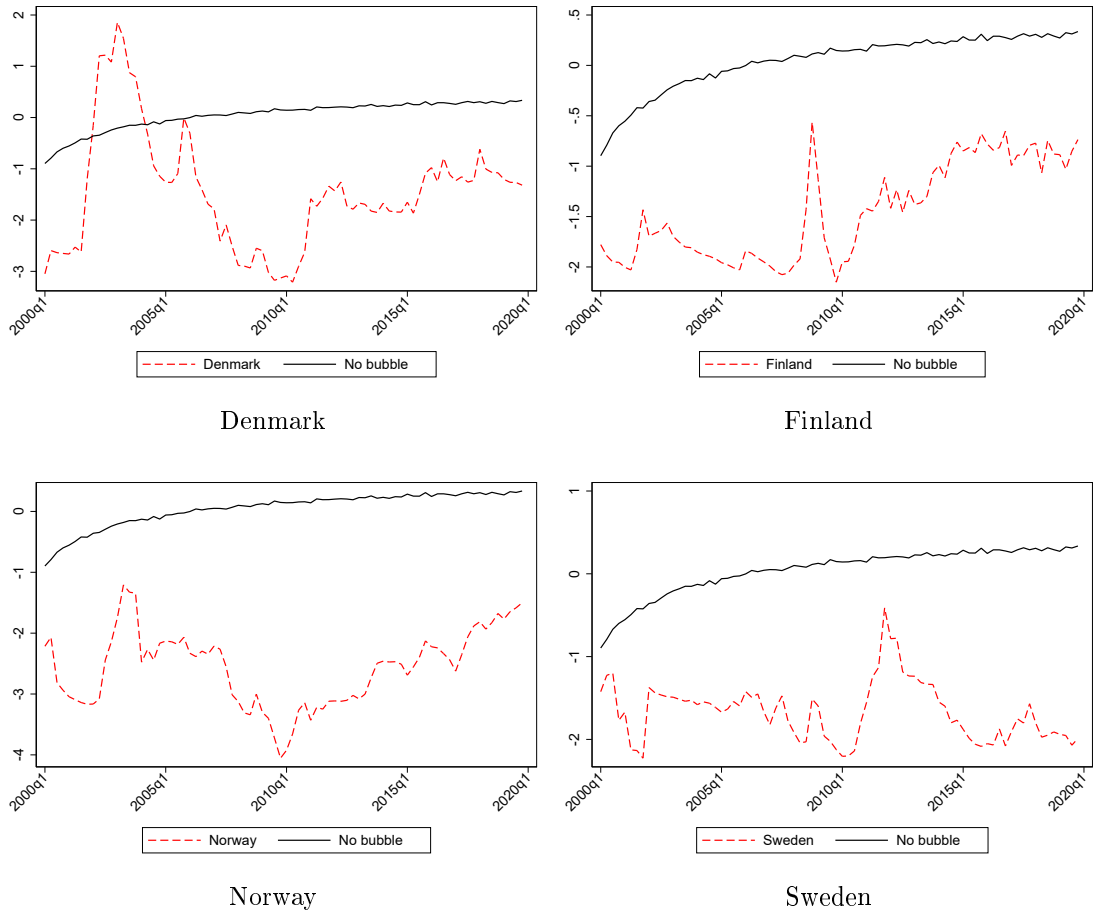 2
1
0
-1
-2
-3
2000q1
2005q1
2010q1
2015q1
2020q1
Denmark No bubble
Denmark
.5
0
-.5
-1
-1.5
-2
2000q1
2005q1
2010q1
2015q1
2020q1
Finland No bubble
Finland
0
-1
-2
-3
-4
2000q1
2005q1
2010q1
2015q1
2020q1
Norway No bubble
Norway
1
0
-1
-2
2000q1
2005q1
2010q1
2015q1
2020q1
Sweden No bubble
Sweden